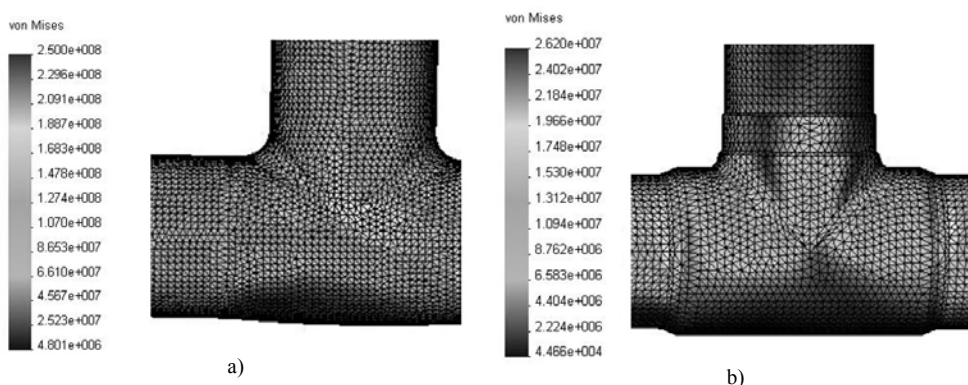 von Mises
2.500e+008
2.296e+008
2.091e+008
1.887e+008
1.683e+008
1.478e+008
1.274e+008
1.070e+008
8.653e+007
6.610e+007
4.567e+007
2.523e+007
4.801e+006
a)
von Mises
2.620e+007
2.402e+007
2.184e+007
1.966e+007
1.747e+007
1.530e+007
1.312e+007
1.094e+007
8.762e+006
6.583e+006
4.404e+006
2.224e+006
4.466e+004
b)